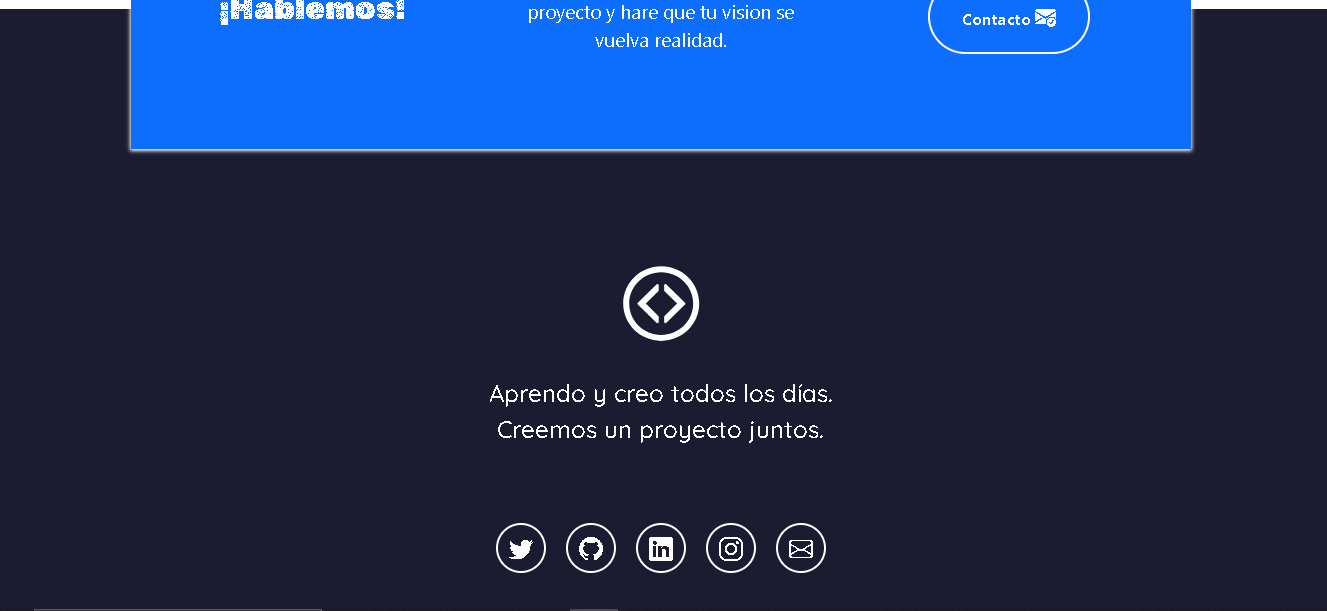 ¡Hablemos!
proyecto y hare que tu vision se
vuelva realidad.
Contacto
Aprendo y creo todos los días.
Creemos un proyecto juntos.